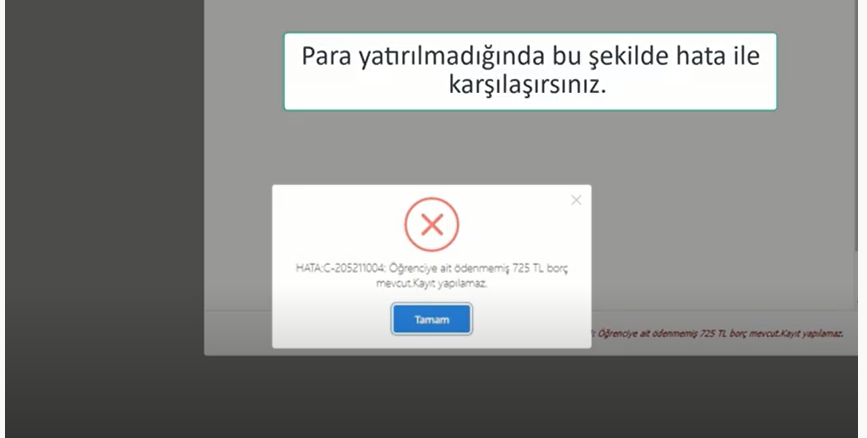 Para yatırılmadığında bu şekilde hata ile
karşılaşırsınız.
HATA:C-205211004: Öğrenciye ait ödenmemiş 725 TL borç
mevcut.Kayıt yapılamaz.
Tamam
: Öğrenciye ait ödenmemiş 725 TL borç mevcut.Kayıt yapılamaz.